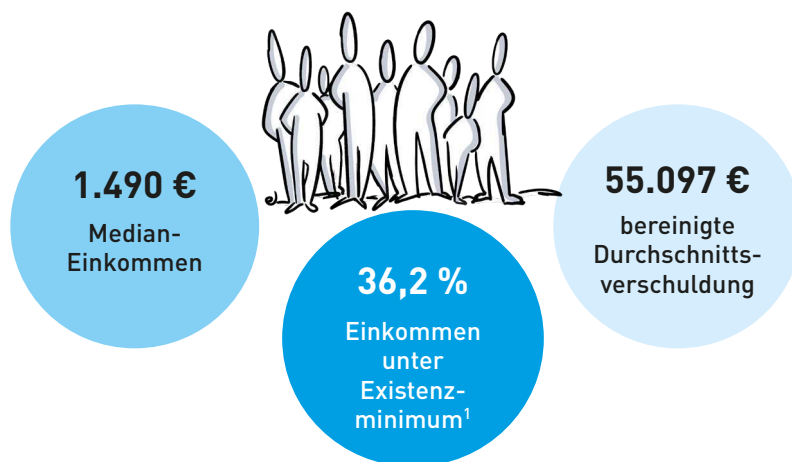 1.490 €
Median-
Einkommen
36,2 %
Einkommen
unter
Existenz-
minimum¹
55.097 €
bereinigte
Durchschnitts-
verschuldung